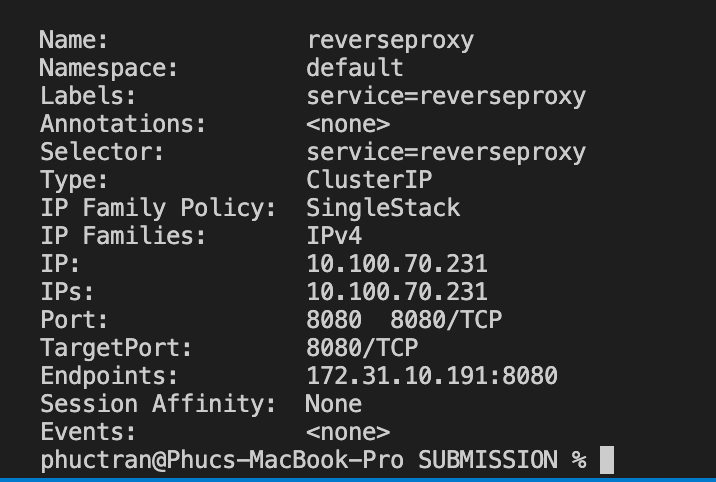 Name:              reverseproxy
Namespace:         default
Labels:            service=reverseproxy
Annotations:       <none>
Selector:          service=reverseproxy
Type:              ClusterIP
IP Family Policy:  SingleStack
IP Families:       IPv4
IP:                10.100.70.231
IPs:               10.100.70.231
Port:              8080  8080/TCP
TargetPort:        8080/TCP
Endpoints:         172.31.10.191:8080
Session Affinity:  None
Events:            <none>
phuctran@Phucs-MacBook-Pro SUBMISSION %